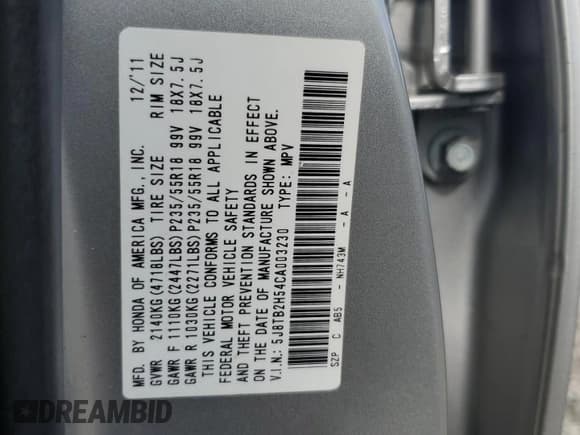 MFD. BY HONDA OF AMERICA MFG., INC. 12/'11
GVWR 2140KG(4718LBS) TIRE SIZE RIM SIZE
GAWR F 1110KG(2447LBS)P235/55R18 99V 18X7.5J
GAWR R 1030KG(2271LBS)P235/55R18 99V 18X7.5J
THIS VEHICLE CONFORMS TO ALL APPLICABLE
FEDERAL MOTOR VEHICLE SAFETY
AND THEFT PREVENTION STANDARDS IN EFFECT
ON THE DATE OF MANUFACTURE SHOWN ABOVE.
V.I.N.: 5J8TB2H54CA003230 TYPE: MPV
SZP C AB5 - NH743M - A - A
DREAMBID